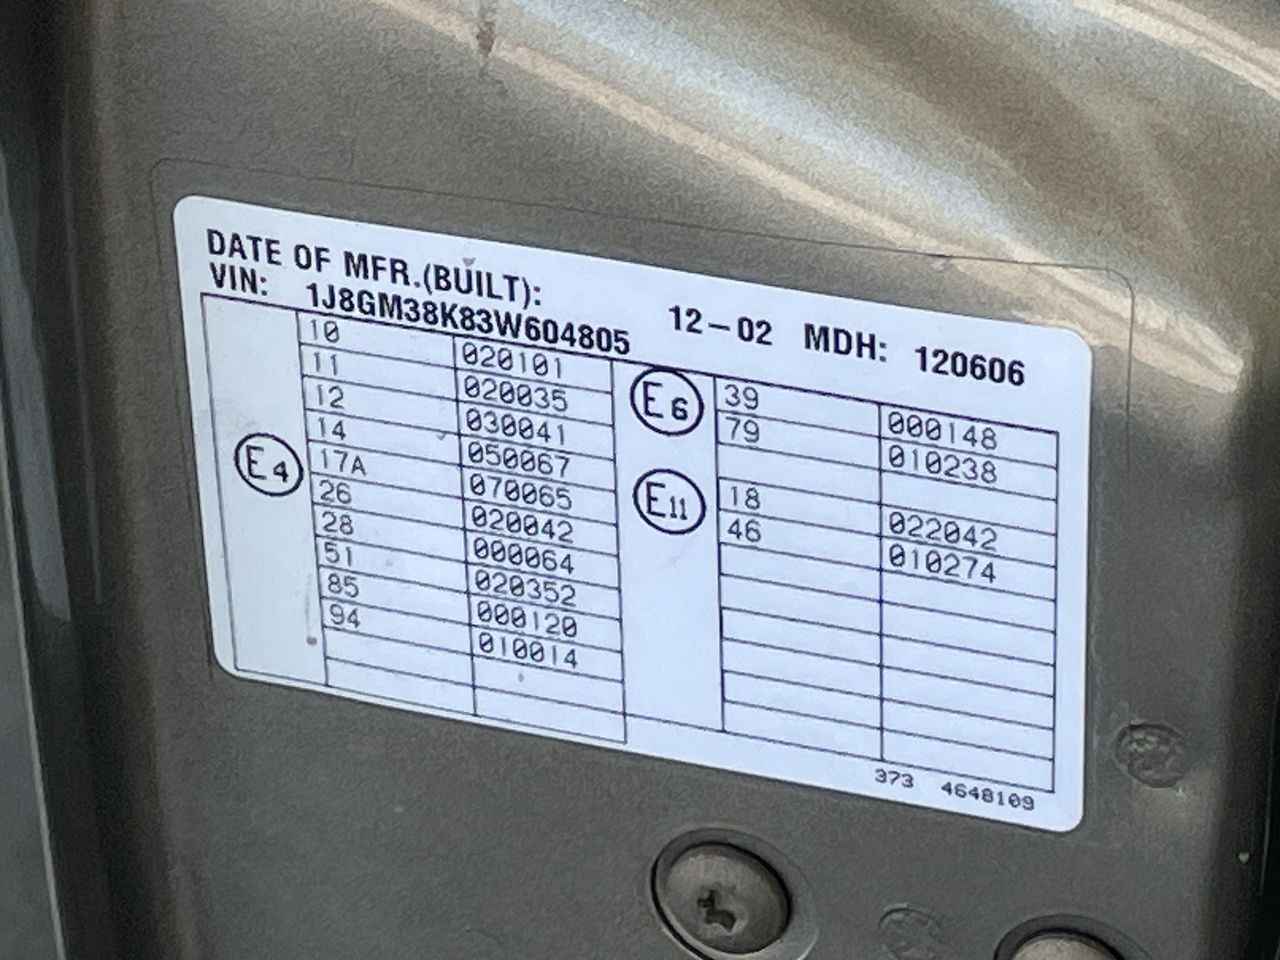 DATE OF MFR.(BUILT): 12-02 MDH: 120606
VIN: 1J8GM38K83W604805
E4
10 020101
11 020035
12 030041
14 050067
17A 070065
26 020042
28 000064
51 020352
85 000120
94 010014
E6
39 000148
79 010238
E11
18 022042
46 010274
373 4648109